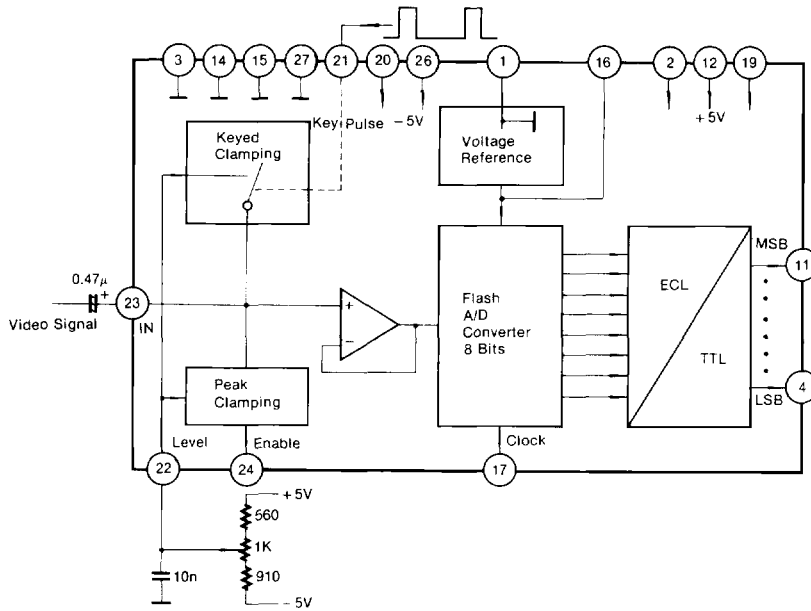 3 14 15 27 21 20 26 1 16 2 12 19
Key Pulse
-5V
+5V
Keyed
Clamping
Voltage
Reference
0.47μ
+
23
IN
Video Signal
+
−
Flash
A/D
Converter
8 Bits
ECL
TTL
MSB
11
LSB
4
Peak
Clamping
Level
Enable
Clock
22
24
17
+5V
560
1K
910
-5V
10n